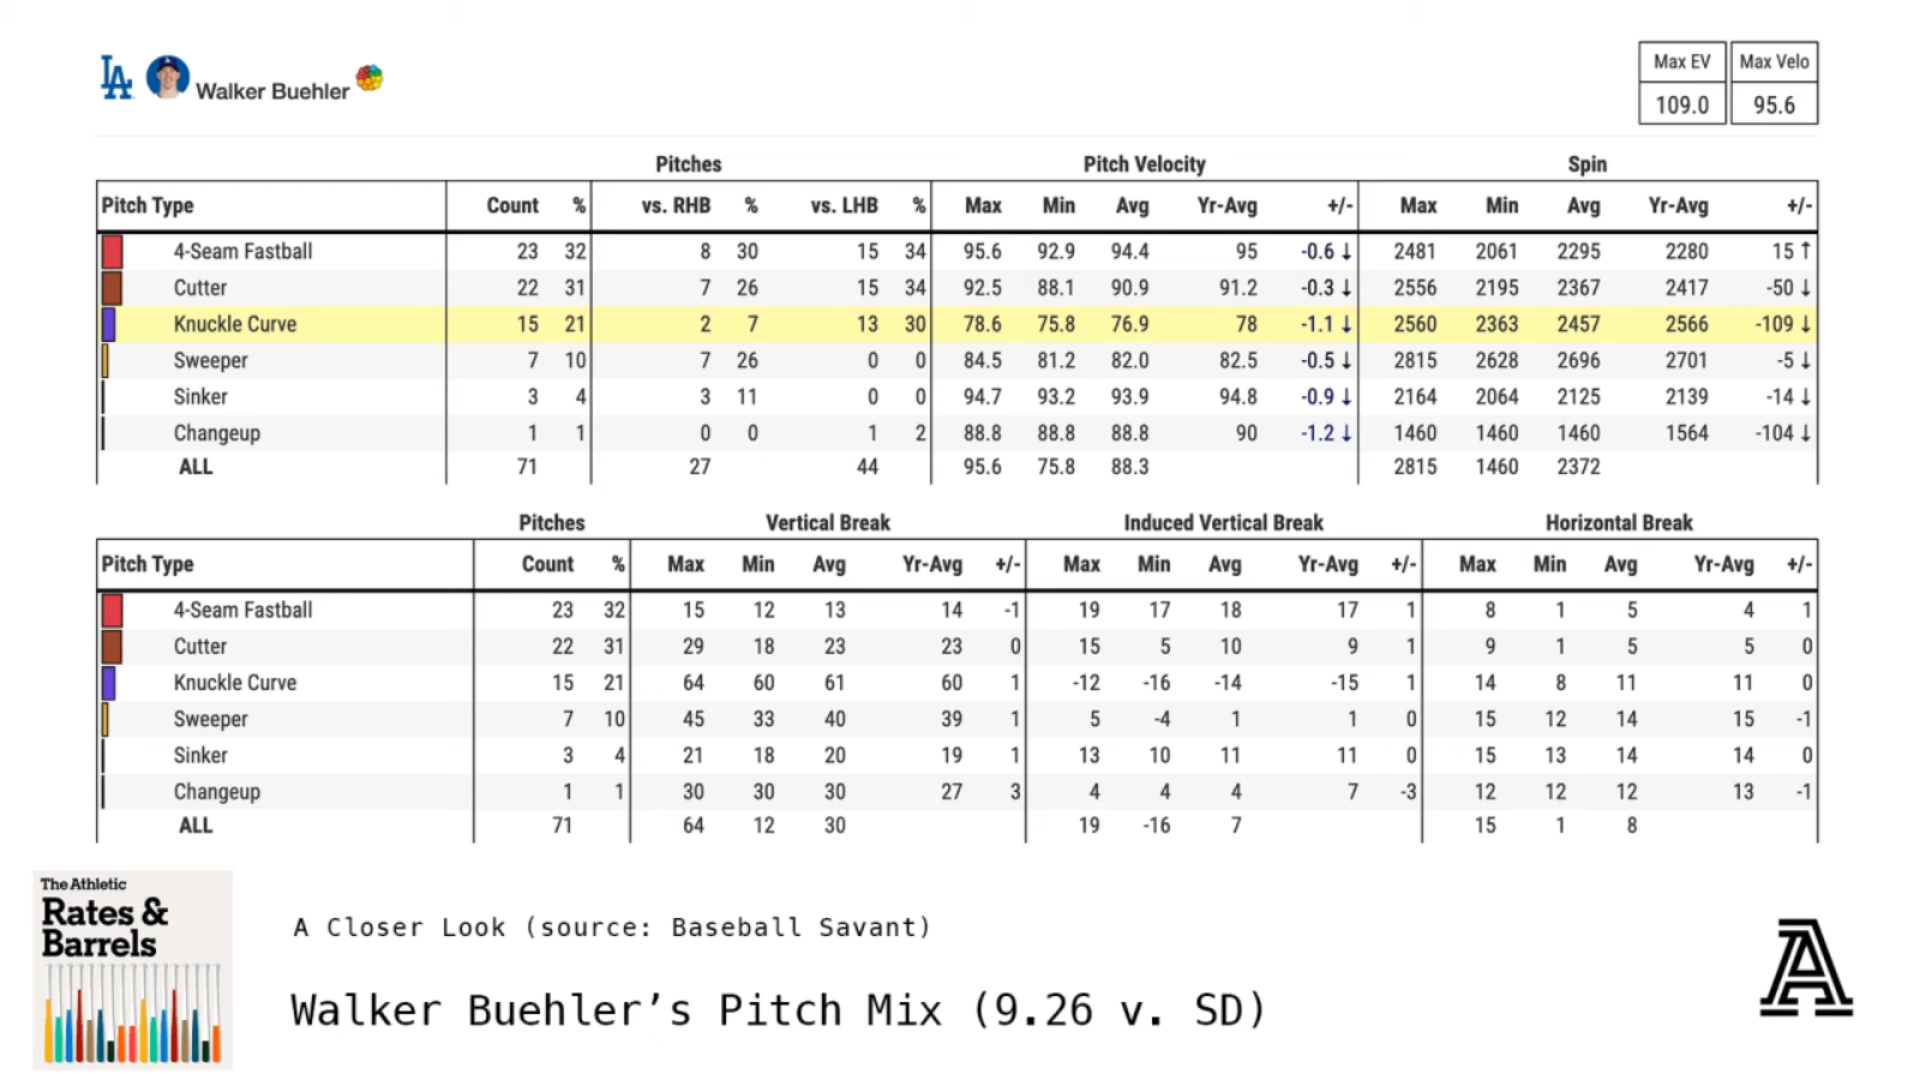 LA Walker Buehler
Max EV Max Velo
109.0 95.6
Pitches Pitch Velocity Spin
Pitch Type Count % vs. RHB % vs. LHB % Max Min Avg Yr-Avg +/- Max Min Avg Yr-Avg +/-
4-Seam Fastball 23 32 8 30 15 34 95.6 92.9 94.4 95 -0.6 ↓ 2481 2061 2295 2280 15 ↑
Cutter 22 31 7 26 15 34 92.5 88.1 90.9 91.2 -0.3 ↓ 2556 2195 2367 2417 -50 ↓
Knuckle Curve 15 21 2 7 13 30 78.6 75.8 76.9 78 -1.1 ↓ 2560 2363 2457 2566 -109 ↓
Sweeper 7 10 7 26 0 0 84.5 81.2 82.0 82.5 -0.5 ↓ 2815 2628 2696 2701 -5 ↓
Sinker 3 4 3 11 0 0 94.7 93.2 93.9 94.8 -0.9 ↓ 2164 2064 2125 2139 -14 ↓
Changeup 1 1 0 0 1 2 88.8 88.8 88.8 90 -1.2 ↓ 1460 1460 1460 1564 -104 ↓
ALL 71 27 44 95.6 75.8 88.3 2815 1460 2372
Pitches Vertical Break Induced Vertical Break Horizontal Break
Pitch Type Count % Max Min Avg Yr-Avg +/- Max Min Avg Yr-Avg +/- Max Min Avg Yr-Avg +/-
4-Seam Fastball 23 32 15 12 13 14 -1 19 17 18 17 1 8 1 5 4 1
Cutter 22 31 29 18 23 23 0 15 5 10 9 1 9 1 5 5 0
Knuckle Curve 15 21 64 60 61 60 1 -12 -16 -14 -15 1 14 8 11 11 0
Sweeper 7 10 45 33 40 39 1 5 -4 1 1 0 15 12 14 15 -1
Sinker 3 4 21 18 20 19 1 13 10 11 11 0 15 13 14 14 0
Changeup 1 1 30 30 30 27 3 4 4 4 7 -3 12 12 12 13 -1
ALL 71 64 12 30 19 -16 7 15 1 8
The Athletic
Rates &
Barrels
A Closer Look (source: Baseball Savant)
Walker Buehler’s Pitch Mix (9.26 v. SD)
A